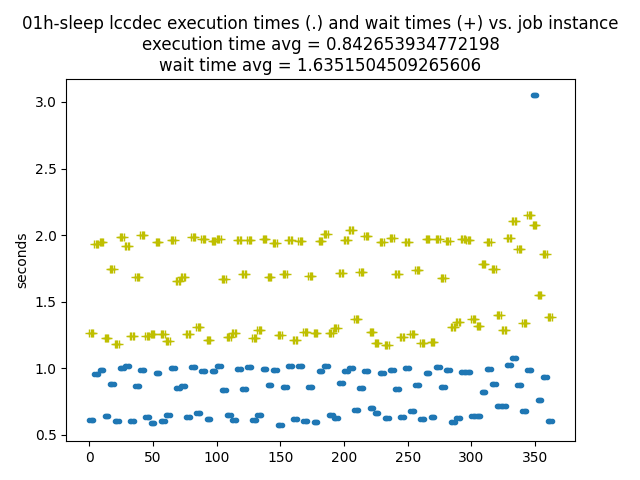 01h-sleep lccdec execution times (.) and wait times (+) vs. job instance
execution time avg = 0.842653934772198
wait time avg = 1.6351504509265606
3.0
2.5
2.0
seconds
1.5
1.0
0.5
0 50 100 150 200 250 300 350